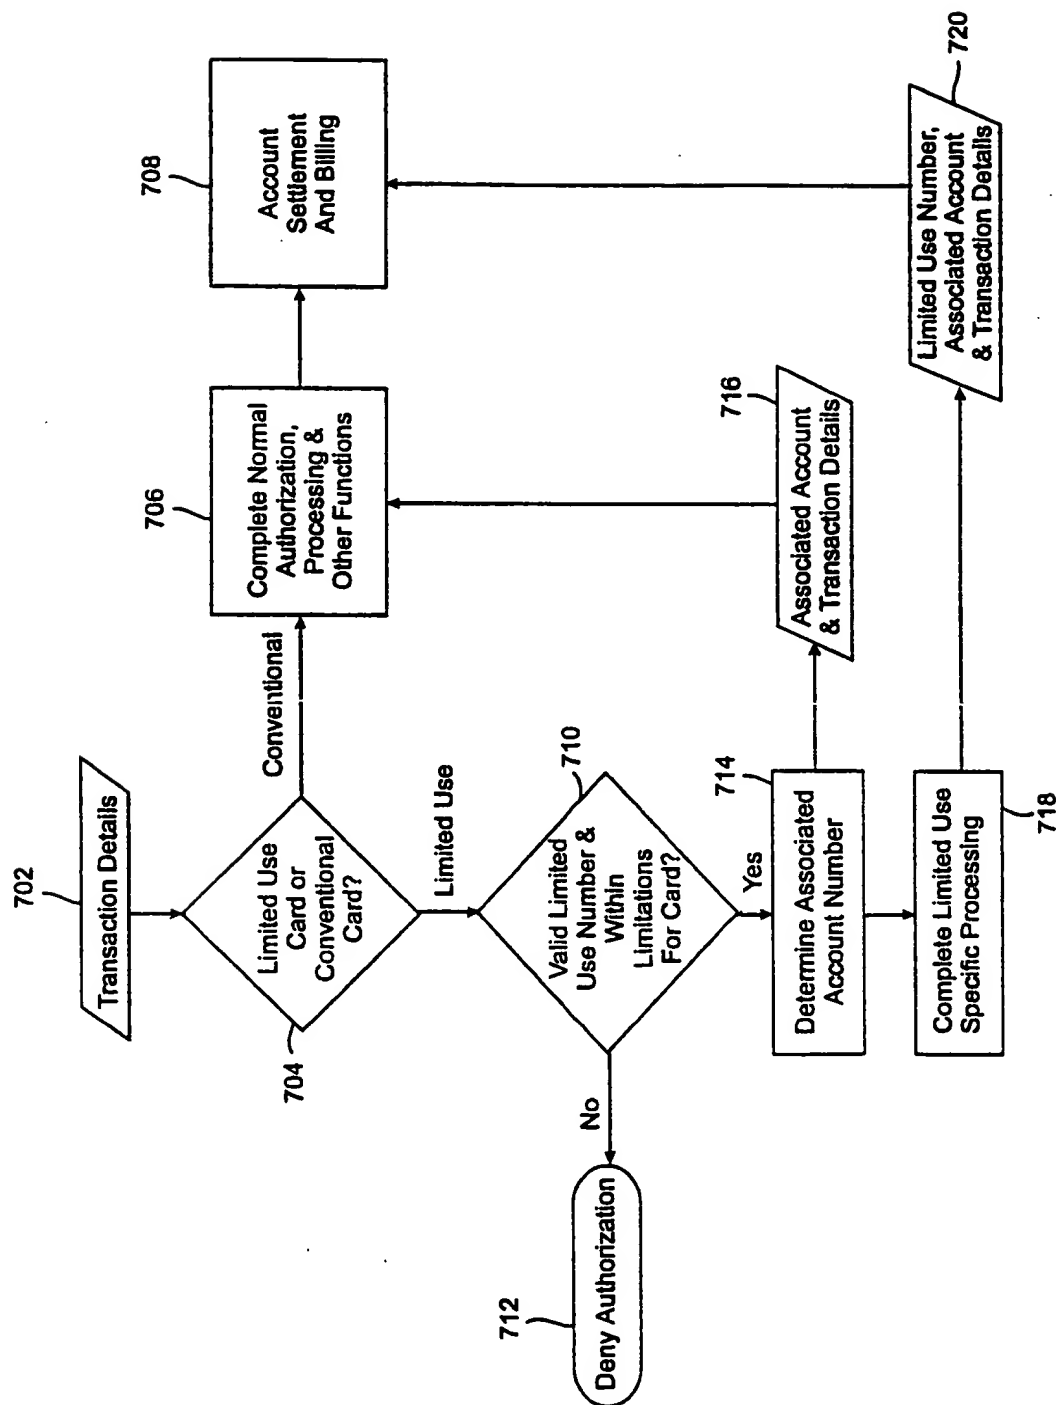 702
Transaction Details
704
Limited Use
Card or
Conventional
Card?
Conventional
706
Complete Normal
Authorization,
Processing &
Other Functions
708
Account
Settlement
And Billing
Limited Use
710
Valid Limited
Use Number &
Within
Limitations
For Card?
No
712
Deny Authorization
Yes
714
Determine Associated
Account Number
716
Associated Account
& Transaction Details
Complete Limited Use
Specific Processing
718
720
Limited Use Number,
Associated Account
& Transaction Details